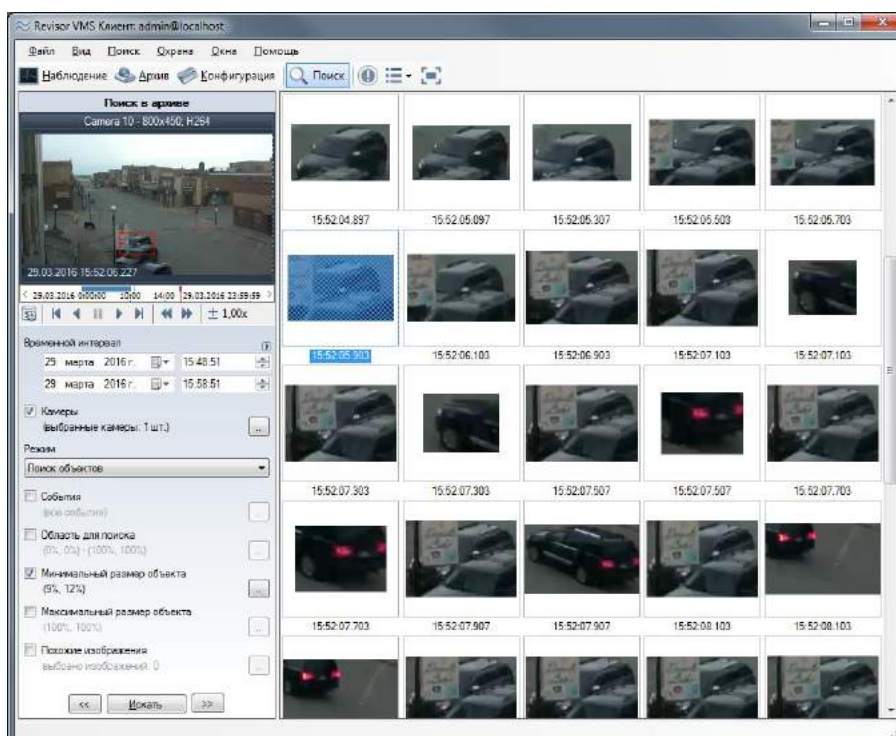 Revisor VMS Клиент: admin@localhost
Файл Вид Поиск Охрана Окна Помощь
Наблюдение Архив Конфигурация Поиск
Поиск в архиве
Camera 10 - 800x450; H264
29.03.2016 15:52:06.227
29.03.2016 0:00:00 10:00 14:00 29.03.2016 23:59:59
± 1,00x
Временной интервал
29 марта 2016 г. 15:48:51
29 марта 2016 г. 15:58:51
Камеры
(выбранные камеры: 1 шт.)
...
Режим
Поиск объектов
События
(все события)
...
Область для поиска
(0%, 0%) - (100%, 100%)
...
Минимальный размер объекта
(9%, 12%)
...
Максимальный размер объекта
(100%, 100%)
...
Похожие изображения
выбрано изображений: 0
...
<< Искать >>
15:52:04.897 15:52:05.097 15:52:05.307 15:52:05.503 15:52:05.703
15:52:05.903 15:52:06.103 15:52:06.903 15:52:07.103 15:52:07.103
15:52:07.303 15:52:07.303 15:52:07.507 15:52:07.507 15:52:07.703
15:52:07.703 15:52:07.907 15:52:07.907 15:52:08.103 15:52:08.103